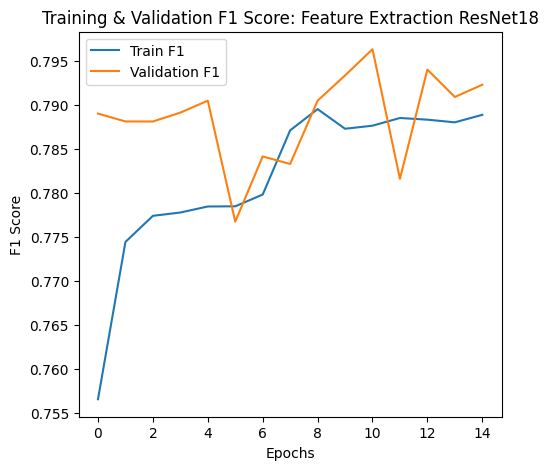 Training & Validation F1 Score: Feature Extraction ResNet18
Train F1
Validation F1
0.795
0.790
0.785
0.780
0.775
0.770
0.765
0.760
0.755
F1 Score
0 2 4 6 8 10 12 14
Epochs